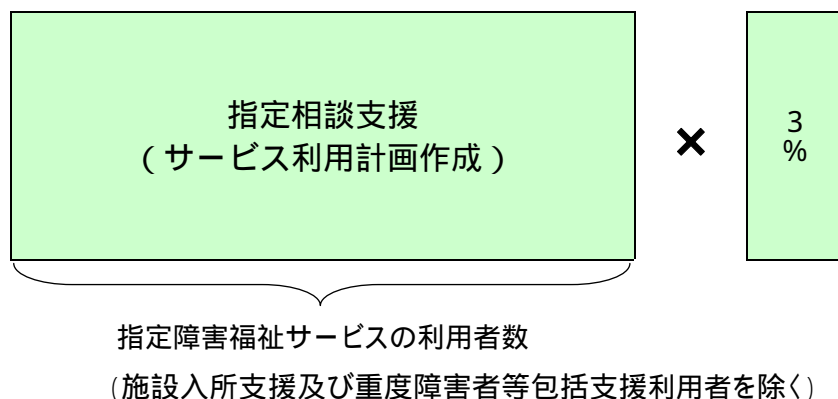 指定相談支援
(サービス利用計画作成)
×
3
%
指定障害福祉サービスの利用者数
(施設入所支援及び重度障害者等包括支援利用者を除く)